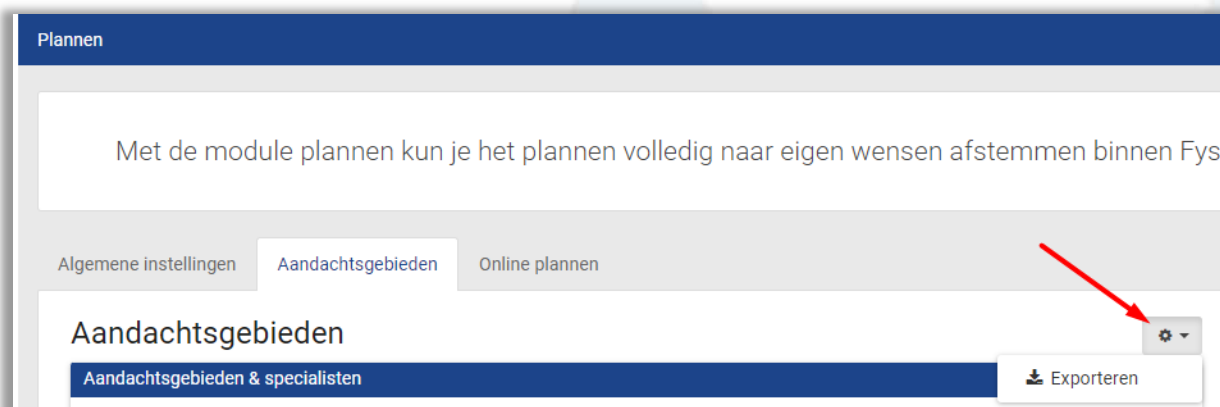 Plannen
Met de module plannen kun je het plannen volledig naar eigen wensen afstemmen binnen Fys
Algemene instellingen Aandachtsgebieden Online plannen
Aandachtsgebieden
Aandachtsgebieden & specialisten
Exporteren